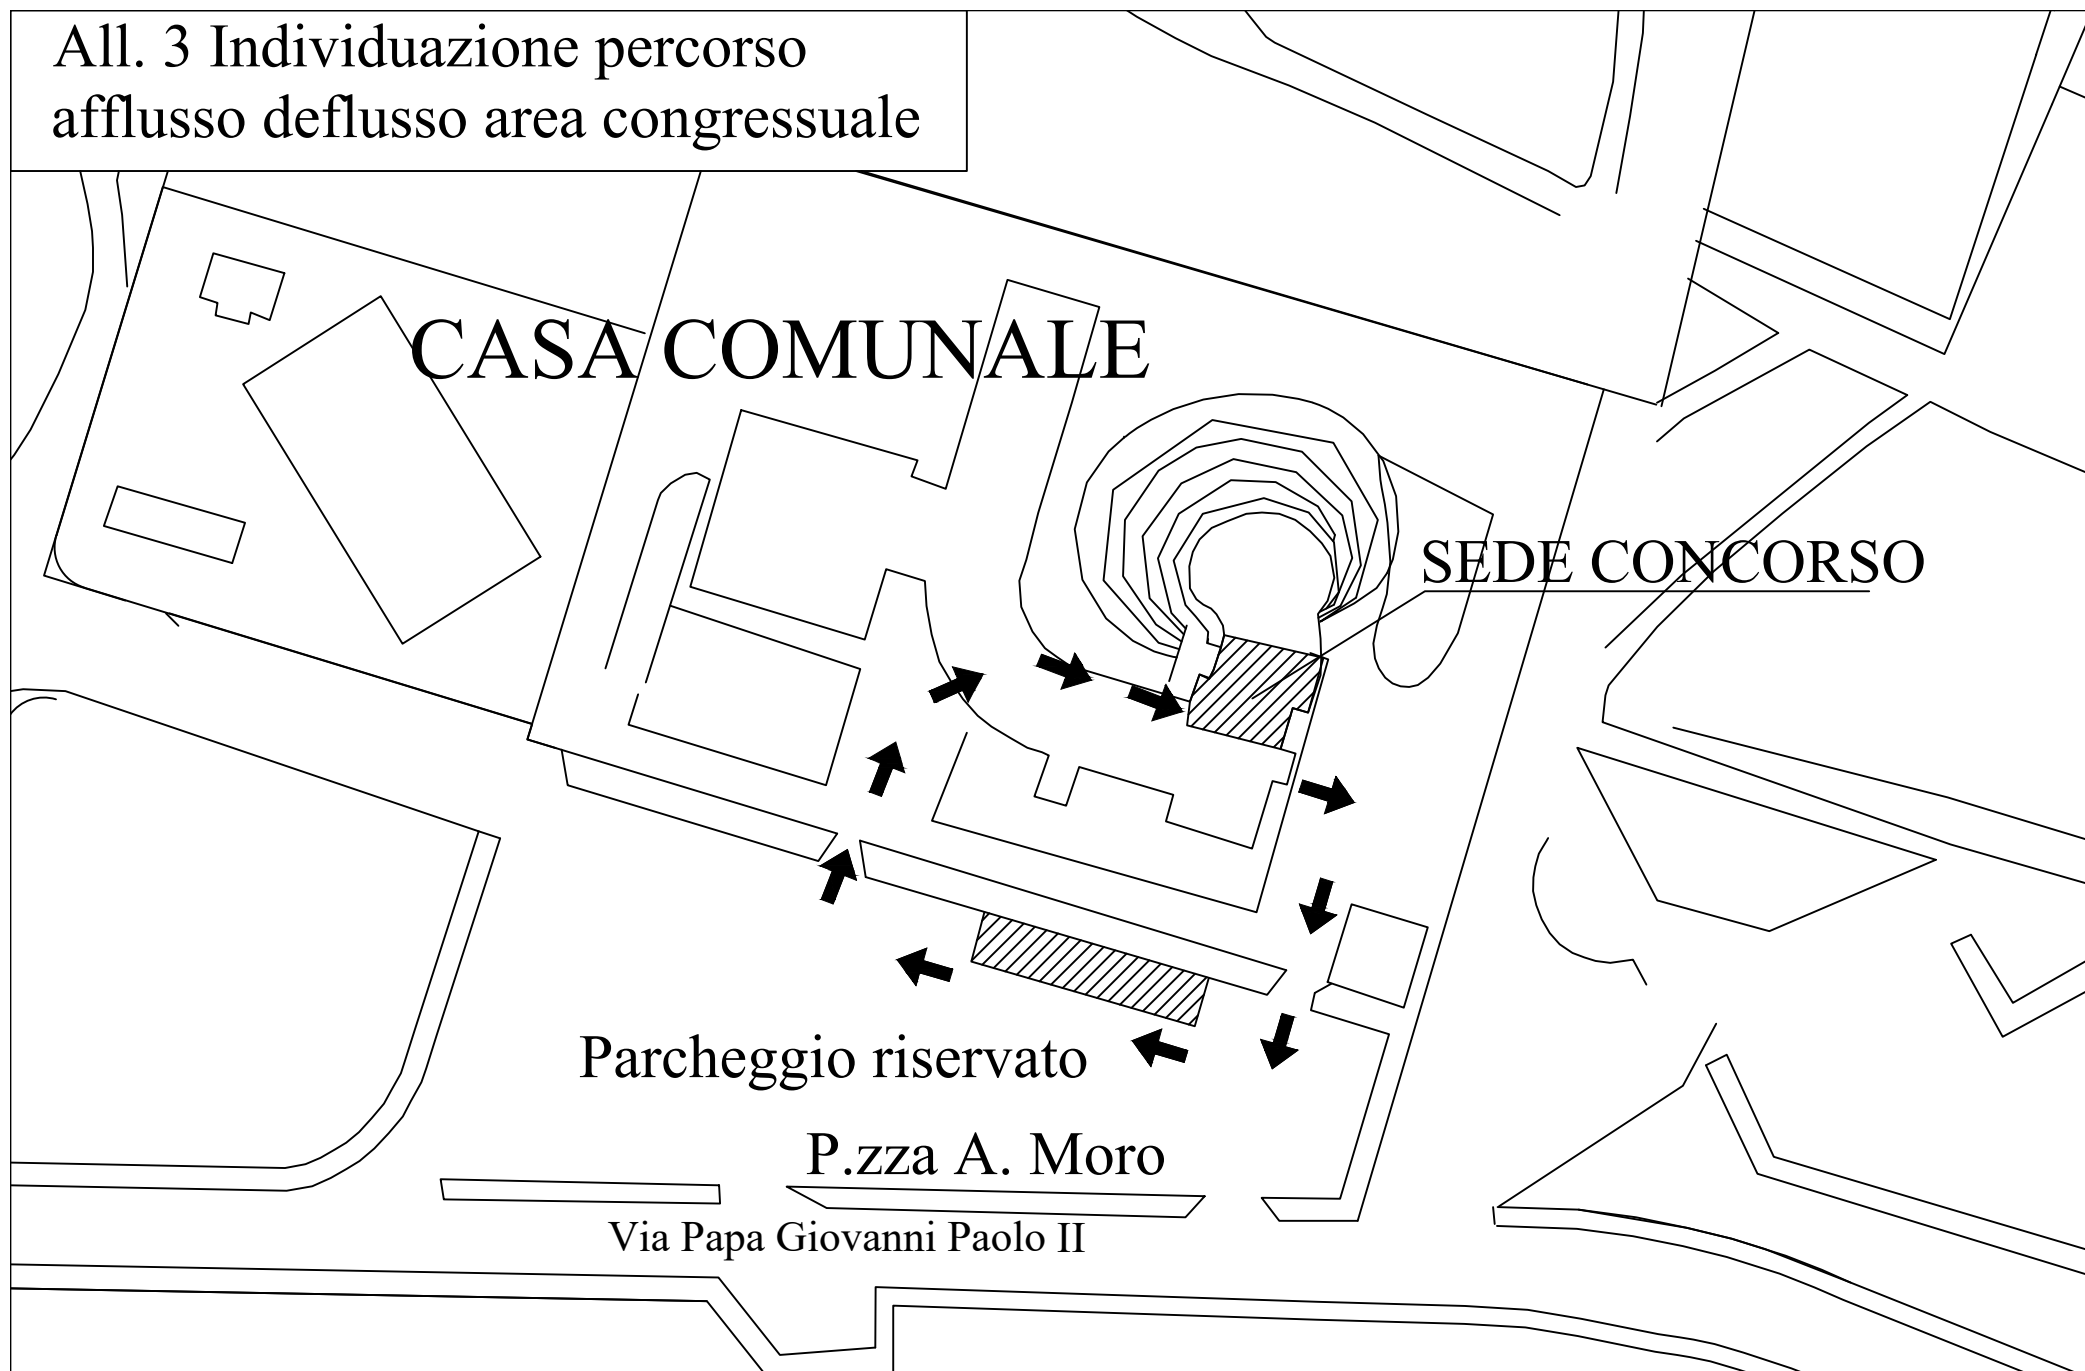 All. 3 Individuazione percorso
afflusso deflusso area congressuale
CASA COMUNALE
SEDE CONCORSO
Parcheggio riservato
P.zza A. Moro
Via Papa Giovanni Paolo II